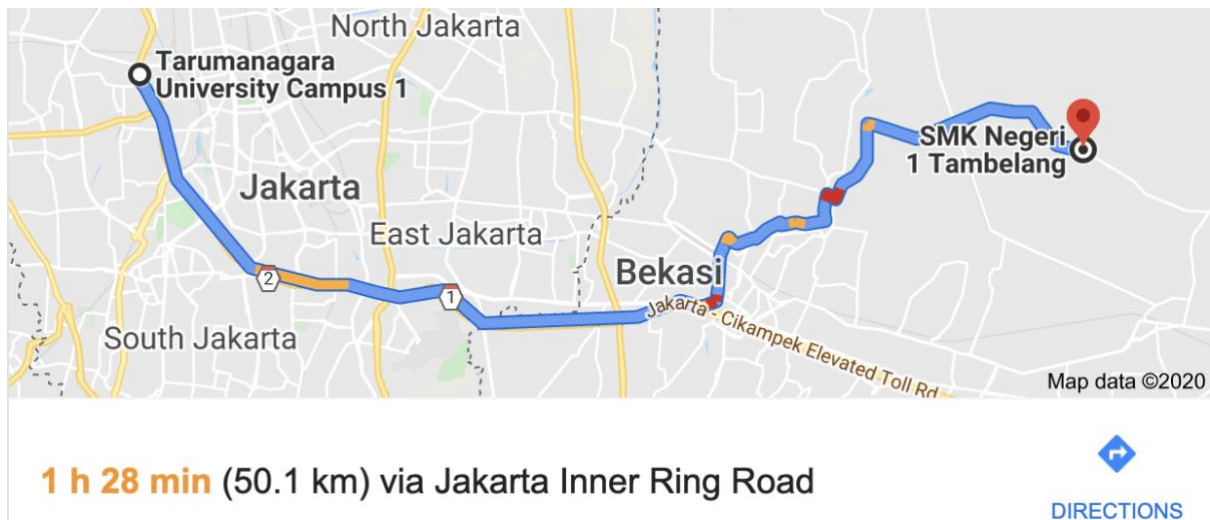 North Jakarta
Tarumanagara
University Campus 1
SMK Negeri
1 Tambelang
Jakarta
East Jakarta
2
Bekasi
1
South Jakarta
Jakarta - Cikampek Elevated Toll Rd
Map data ©2020
1 h 28 min (50.1 km) via Jakarta Inner Ring Road
DIRECTIONS